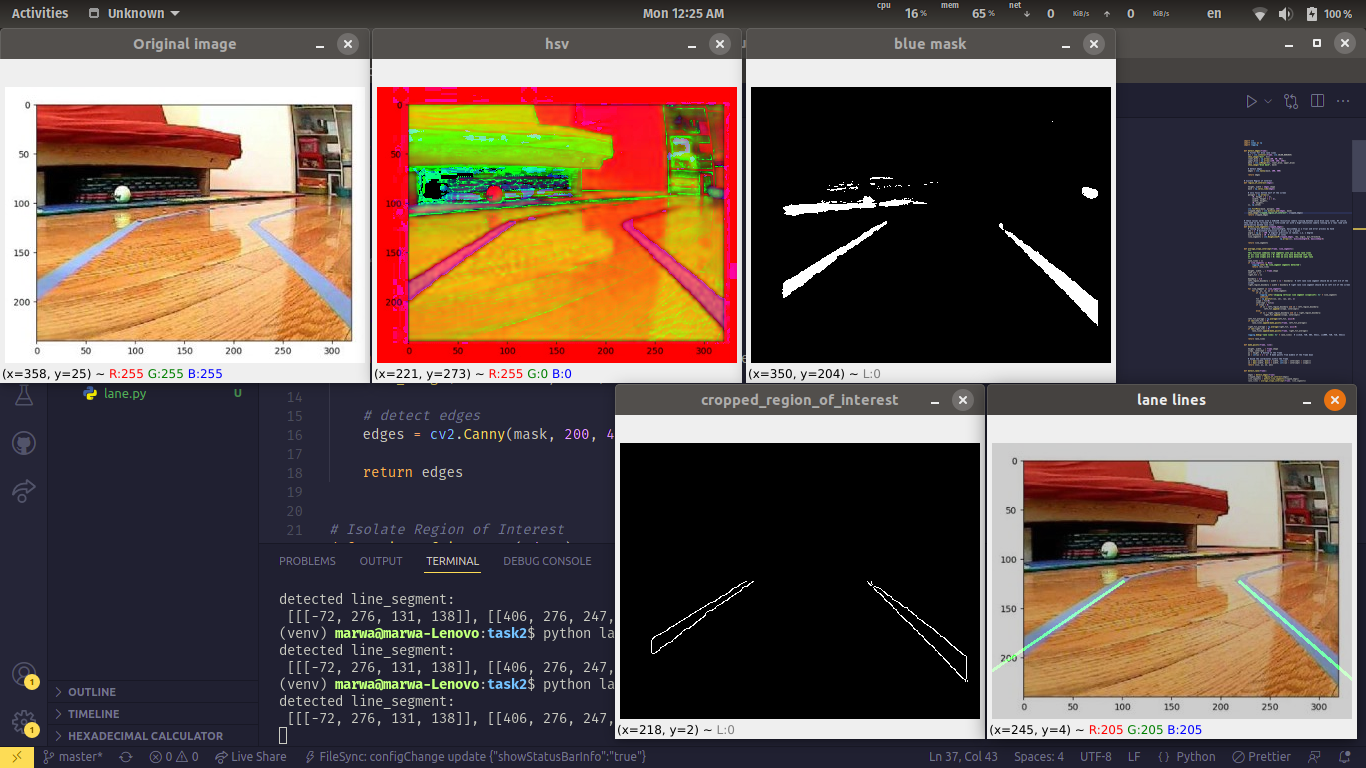 Activities Unknown Mon 12:25 AM cpu 16 % mem 65 % net 0 KiB/s 0 KiB/s en 100 %
Original image
hsv
blue mask
0
50
100
150
200
0 50 100 150 200 250 300
0
50
100
150
200
0 50 100 150 200 250 300
(x=358, y=25) ~ R:255 G:255 B:255
(x=221, y=273) ~ R:255 G:0 B:0
(x=350, y=204) ~ L:0
lane.py U
14
15 # detect edges
16 edges = cv2.Canny(mask, 200, 4
17
18 return edges
19
20
21 # Isolate Region of Interest
PROBLEMS OUTPUT TERMINAL DEBUG CONSOLE
detected line_segment:
[[[-72, 276, 131, 138]], [[406, 276, 247,
(venv) marwa@marwa-Lenovo:task2$ python la
detected line_segment:
[[[-72, 276, 131, 138]], [[406, 276, 247,
(venv) marwa@marwa-Lenovo:task2$ python la
detected line_segment:
[[[-72, 276, 131, 138]], [[406, 276, 247,
cropped_region_of_interest
(x=218, y=2) ~ L:0
lane lines
0
50
100
150
200
0 50 100 150 200 250 300
(x=245, y=4) ~ R:205 G:205 B:205
1
1
OUTLINE
TIMELINE
HEXADECIMAL CALCULATOR
master* 0 0 Live Share FileSync: configChange update {"showStatusBarInfo":"true"} Ln 37, Col 43 Spaces: 4 UTF-8 LF {} Python Prettier